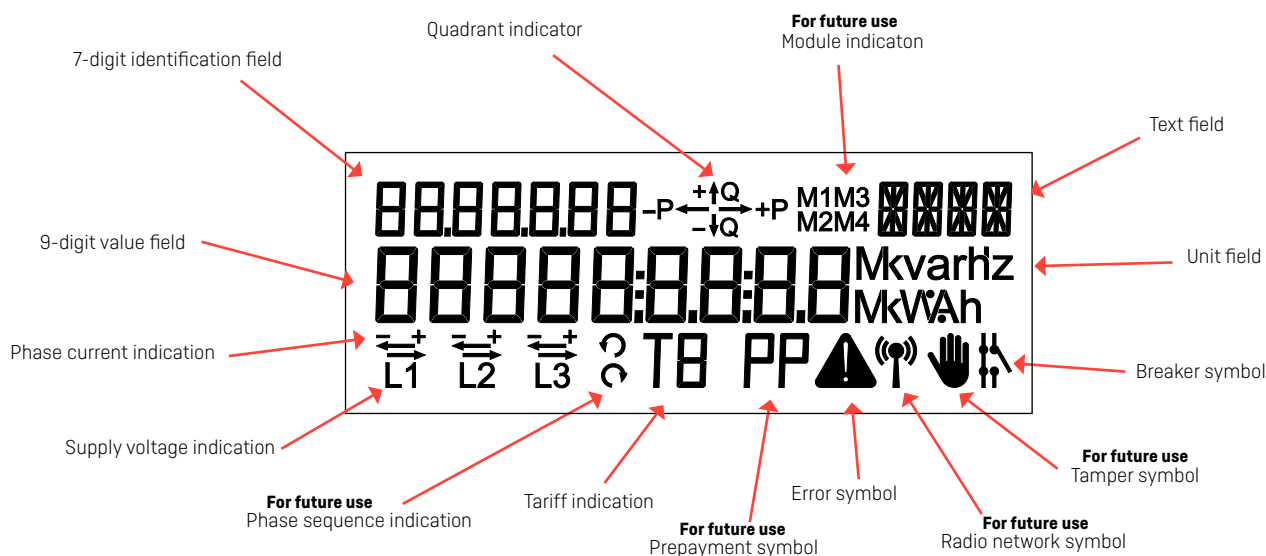 For future use
Quadrant indicator
Module indicaton
7-digit identification field
Text field
88.8.8.8.88
-P
+
Q
-
Q
+P
M1M3
M2M4
9-digit value field
8 8 8 8 8:8.8:8.8
Mkvarhz
MkWAh
Unit field
Phase current indication
- +
- +
- +
L1
L2
L3
T8
PP
!
Breaker symbol
Supply voltage indication
For future use
Tamper symbol
For future use
Phase sequence indication
Tariff indication
Error symbol
For future use
Prepayment symbol
For future use
Radio network symbol